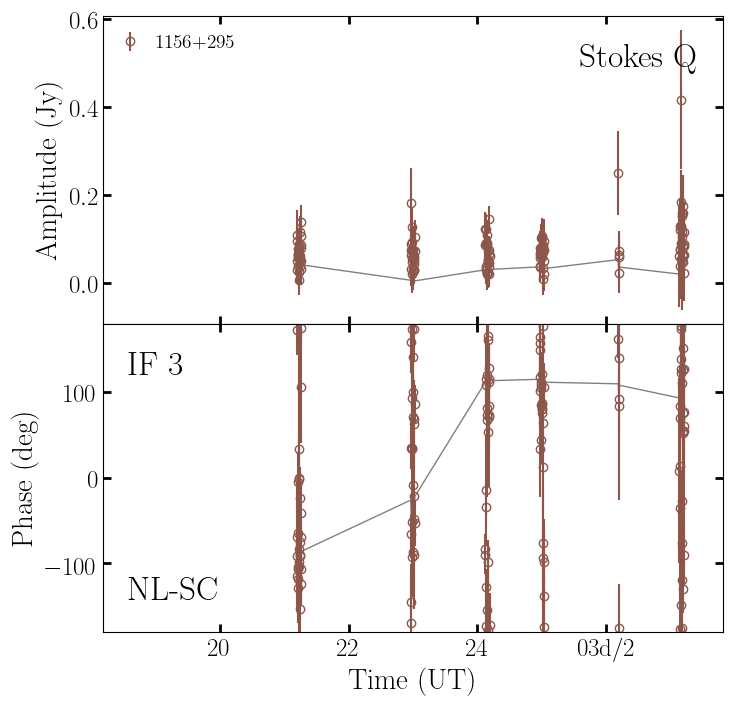 1156+295
Stokes Q
Amplitude (Jy)
0.6
0.4
0.2
0.0
IF 3
NL-SC
Phase (deg)
100
0
−100
20
22
24
03d/2
Time (UT)